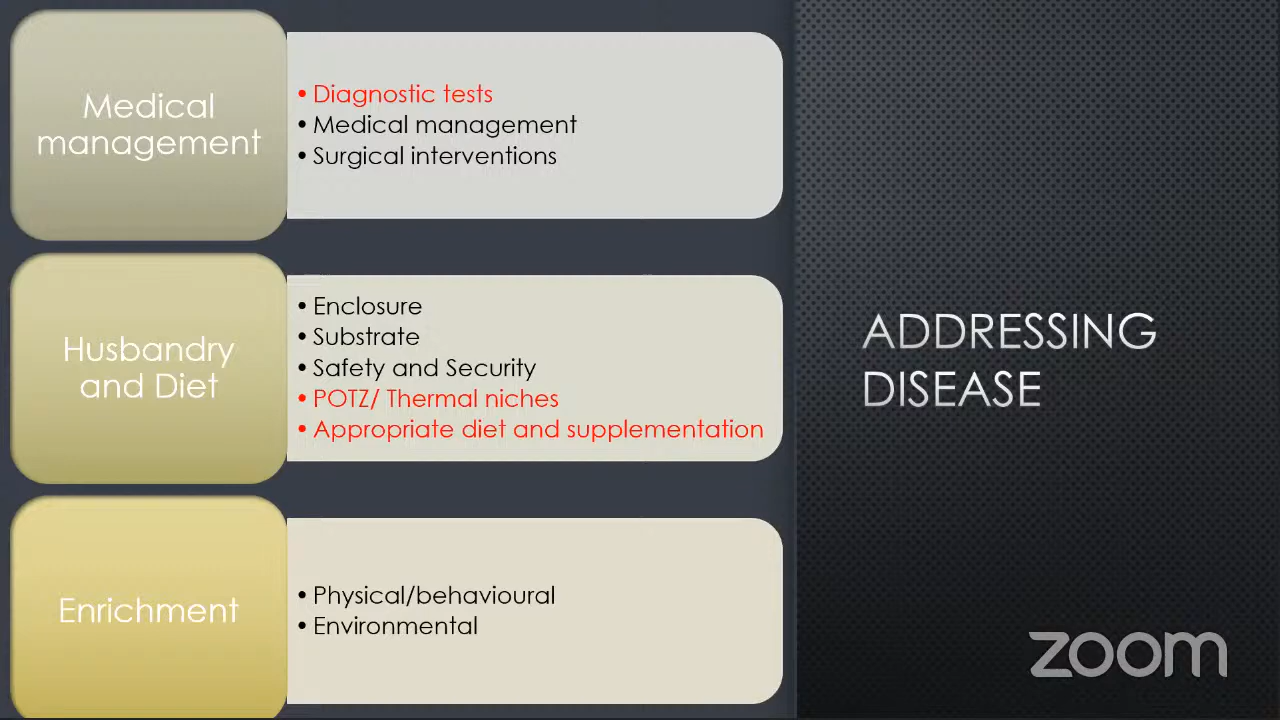 Medical
management
• Diagnostic tests
• Medical management
• Surgical interventions
Husbandry
and Diet
• Enclosure
• Substrate
• Safety and Security
• POTZ/ Thermal niches
• Appropriate diet and supplementation
Enrichment
• Physical/behavioural
• Environmental
ADDRESSING
DISEASE
zoom